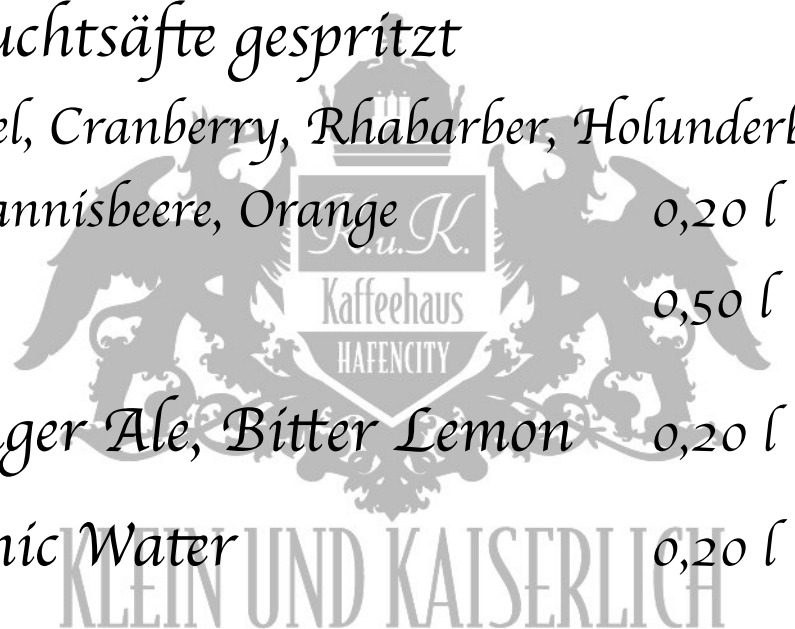 uchtsäfte gespritzt
el, Cranberry, Rhabarber, Holunderb
annisbeere, Orange 0,20 l
0,50 l
ger Ale, Bitter Lemon 0,20 l
nic Water 0,20 l
K.u.K.
Kaffeehaus
HAFENCITY
KLEIN UND KAISERLICH